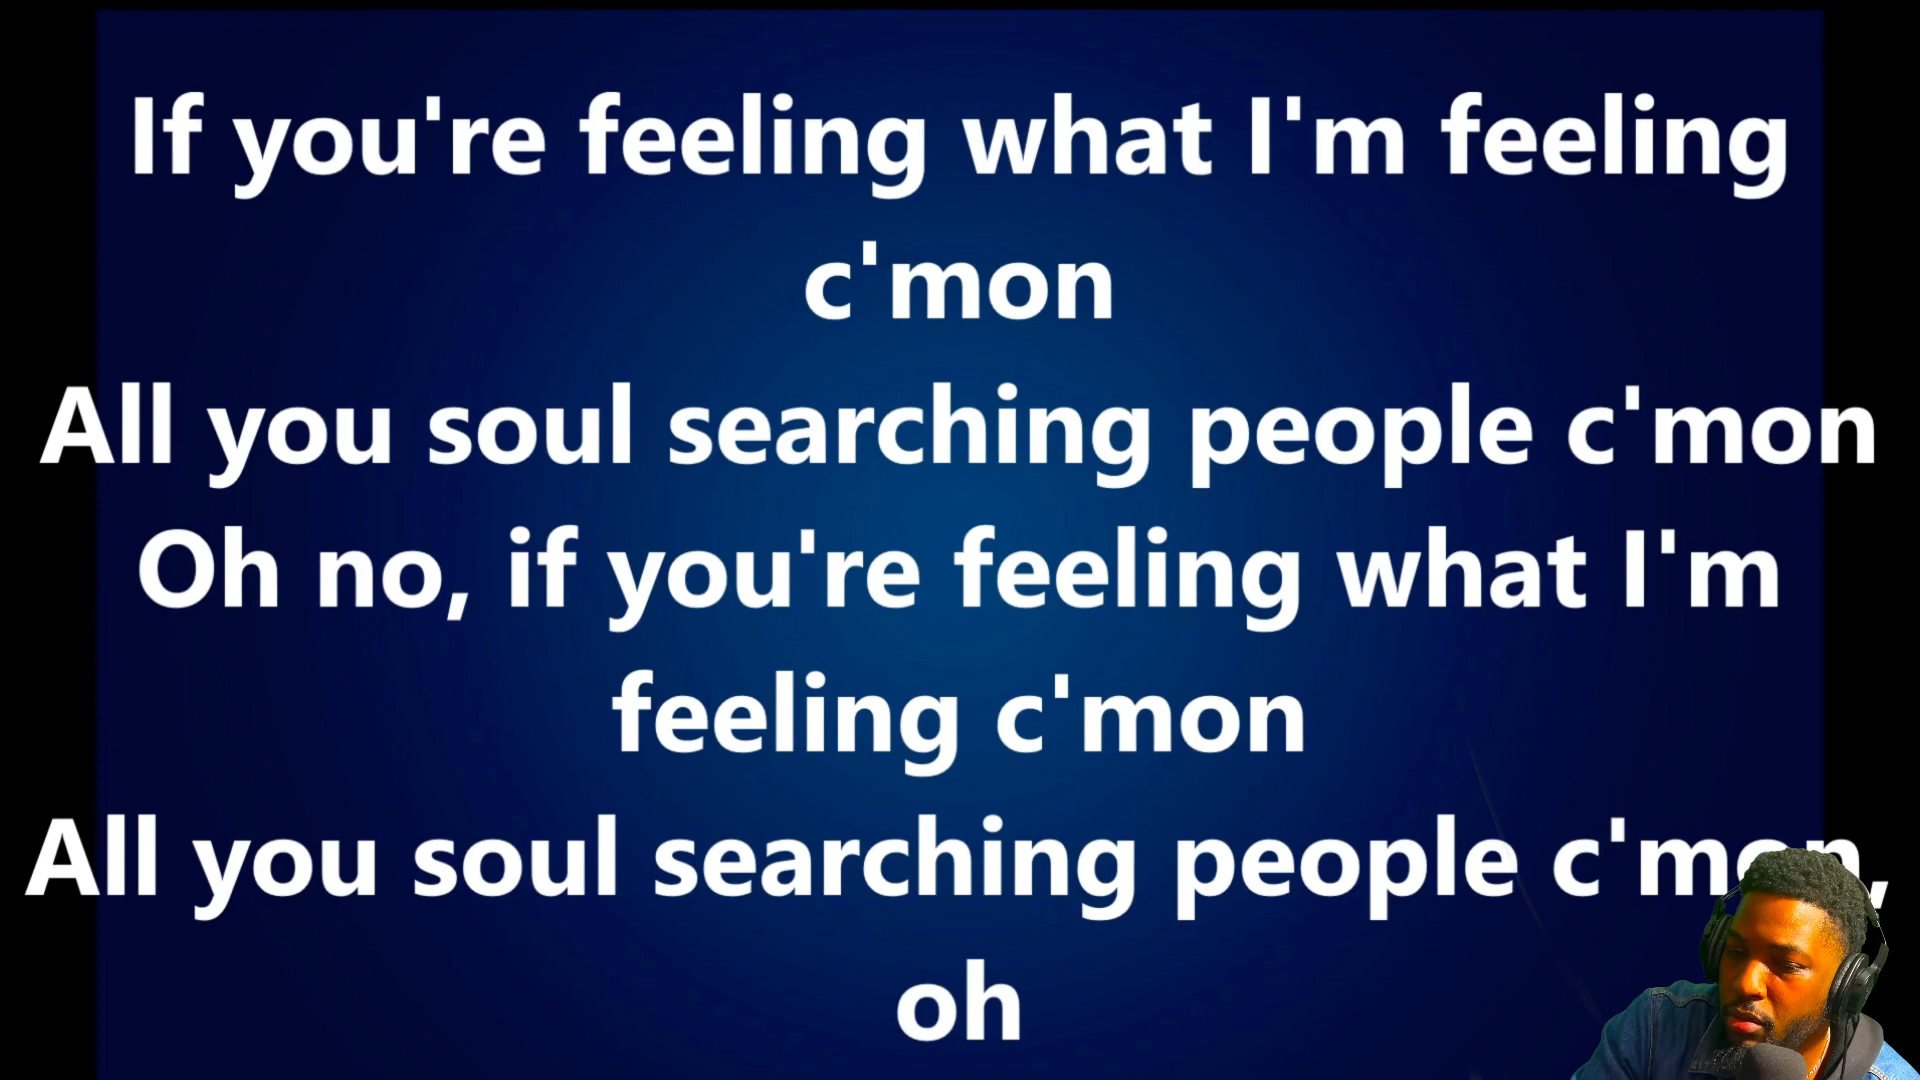 If you're feeling what I'm feeling
c'mon
All you soul searching people c'mon
Oh no, if you're feeling what I'm
feeling c'mon
All you soul searching people c'mon,
oh